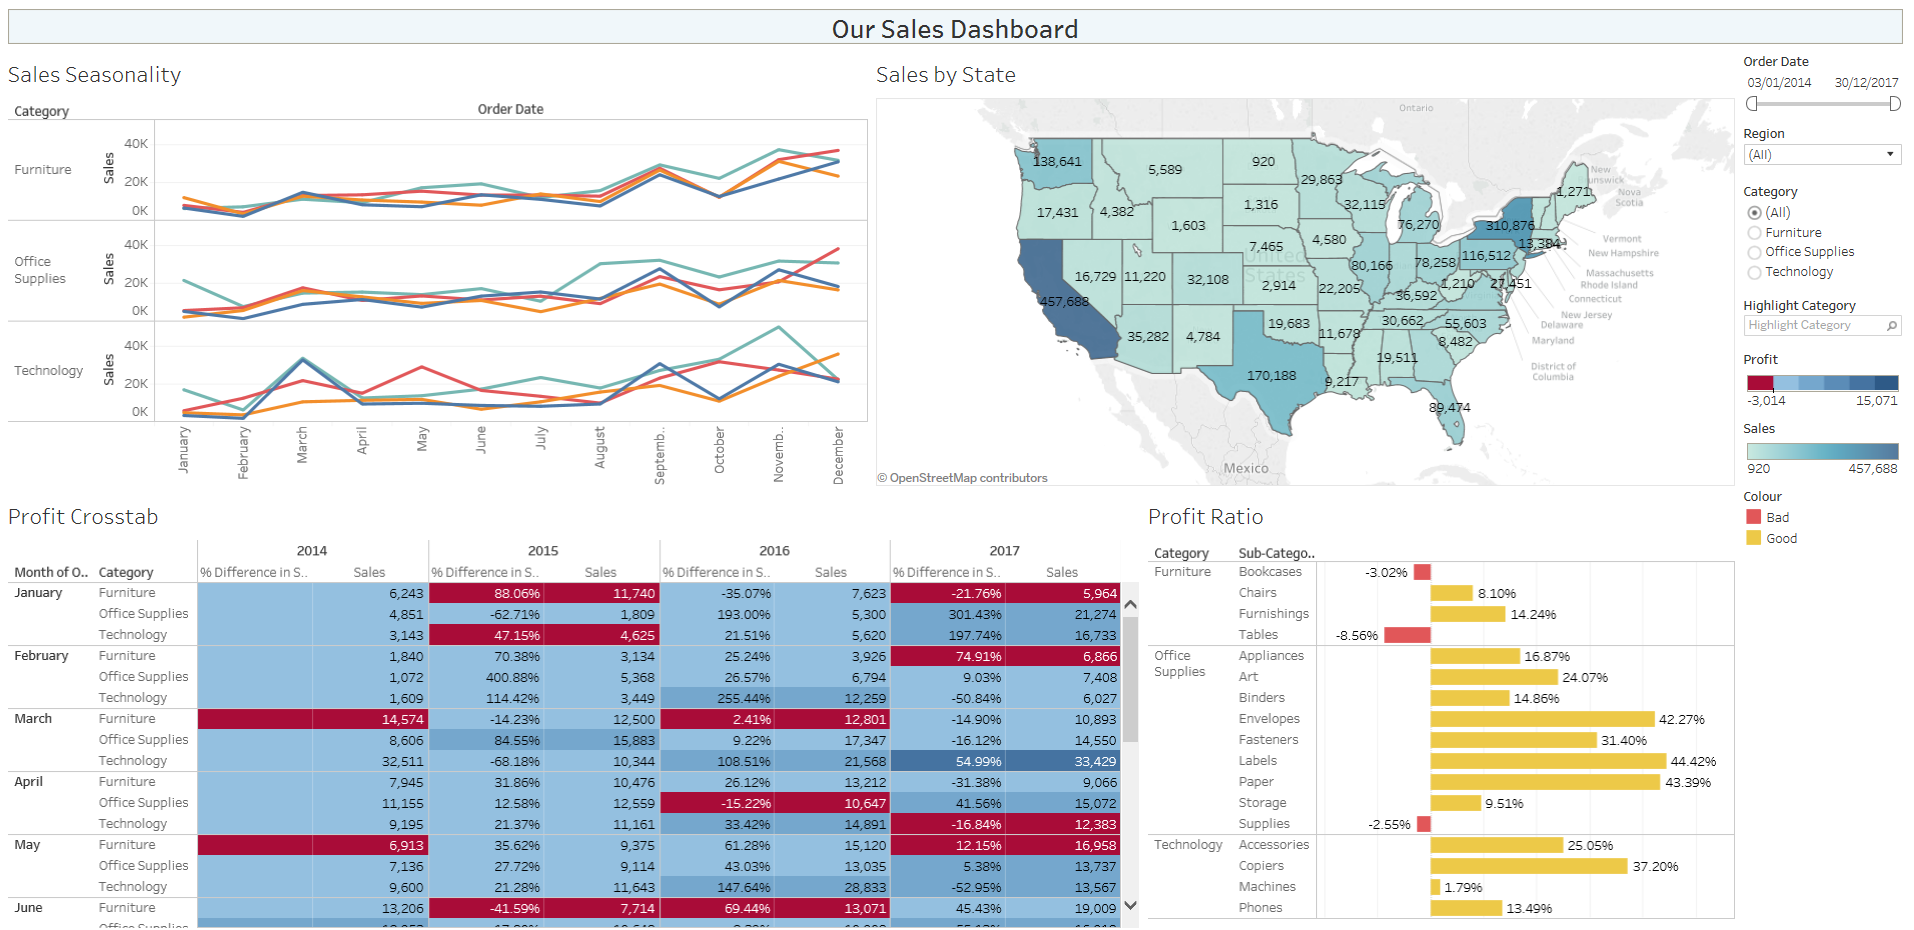 Our Sales Dashboard
Sales Seasonality
Category
Order Date
Furniture
Sales
40K
20K
0K
Office
Supplies
Sales
40K
20K
0K
Technology
Sales
40K
20K
0K
January
February
March
April
May
June
July
August
Septemb..
October
Novemb..
December
Sales by State
Ontario
New
Brunswick
Nova
Scotia
138,641
5,589
920
29,863
1,271
17,431
4,382
1,603
1,316
32,115
76,270
310,876
Vermont
New Hampshire
7,465
4,580
13,384
United
States
457,688
16,729
11,220
32,108
2,914
22,205
80,166
78,258
116,512
1,210
27,451
Massachusetts
Rhode Island
Connecticut
36,592
New Jersey
Delaware
Maryland
35,282
4,784
19,683
11,678
30,662
55,603
8,482
19,511
District of
Columbia
170,188
9,217
89,474
Mexico
© OpenStreetMap contributors
Order Date
03/01/2014 30/12/2017
Region
(All)
Category
(All)
Furniture
Office Supplies
Technology
Highlight Category
Highlight Category
Profit
-3,014 15,071
Sales
920 457,688
Colour
Bad
Good
Profit Crosstab
2014 2015 2016 2017
Month of O.. Category % Difference in S.. Sales % Difference in S.. Sales % Difference in S.. Sales % Difference in S.. Sales
January Furniture 6,243 88.06% 11,740 -35.07% 7,623 -21.76% 5,964
Office Supplies 4,851 -62.71% 1,809 193.00% 5,300 301.43% 21,274
Technology 3,143 47.15% 4,625 21.51% 5,620 197.74% 16,733
February Furniture 1,840 70.38% 3,134 25.24% 3,926 74.91% 6,866
Office Supplies 1,072 400.88% 5,368 26.57% 6,794 9.03% 7,408
Technology 1,609 114.42% 3,449 255.44% 12,259 -50.84% 6,027
March Furniture 14,574 -14.23% 12,500 2.41% 12,801 -14.90% 10,893
Office Supplies 8,606 84.55% 15,883 9.22% 17,347 -16.12% 14,550
Technology 32,511 -68.18% 10,344 108.51% 21,568 54.99% 33,429
April Furniture 7,945 31.86% 10,476 26.12% 13,212 -31.38% 9,066
Office Supplies 11,155 12.58% 12,559 -15.22% 10,647 41.56% 15,072
Technology 9,195 21.37% 11,161 33.42% 14,891 -16.84% 12,383
May Furniture 6,913 35.62% 9,375 61.28% 15,120 12.15% 16,958
Office Supplies 7,136 27.72% 9,114 43.03% 13,035 5.38% 13,737
Technology 9,600 21.28% 11,643 147.64% 28,833 -52.95% 13,567
June Furniture 13,206 -41.59% 7,714 69.44% 13,071 45.43% 19,009
Office Supplies
Profit Ratio
Category Sub-Catego..
Furniture Bookcases -3.02%
Chairs 8.10%
Furnishings 14.24%
Tables -8.56%
Office
Supplies
Appliances 16.87%
Art 24.07%
Binders 14.86%
Envelopes 42.27%
Fasteners 31.40%
Labels 44.42%
Paper 43.39%
Storage 9.51%
Supplies -2.55%
Technology Accessories 25.05%
Copiers 37.20%
Machines 1.79%
Phones 13.49%